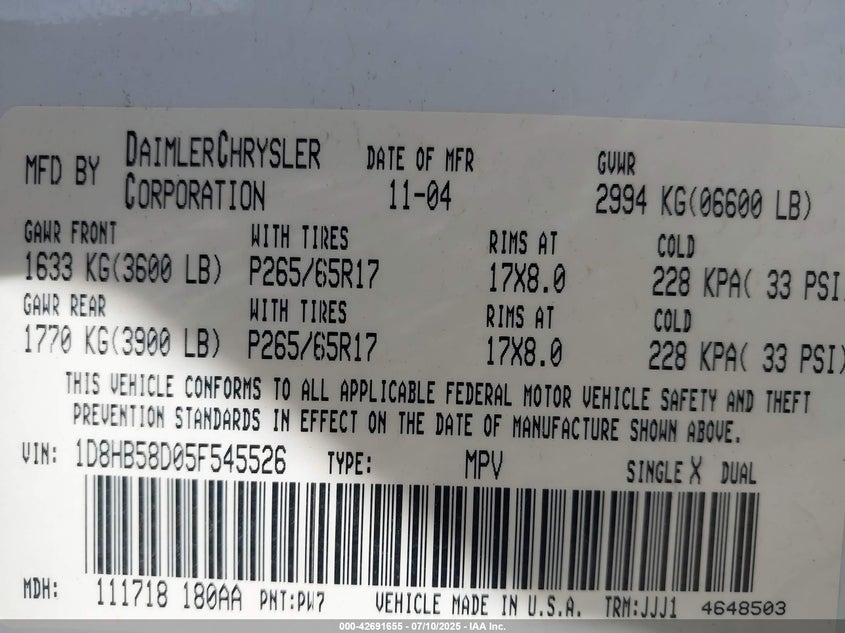 MFD BY DAIMLERCHRYSLER CORPORATION DATE OF MFR 11-04 GVWR 2994 KG(06600 LB)
GAWR FRONT WITH TIRES RIMS AT COLD
1633 KG(3600 LB) P265/65R17 17X8.0 228 KPA( 33 PSI)
GAWR REAR WITH TIRES RIMS AT COLD
1770 KG(3900 LB) P265/65R17 17X8.0 228 KPA( 33 PSI)
THIS VEHICLE CONFORMS TO ALL APPLICABLE FEDERAL MOTOR VEHICLE SAFETY AND THEFT
PREVENTION STANDARDS IN EFFECT ON THE DATE OF MANUFACTURE SHOWN ABOVE.
VIN: 1D8HB58D05F545526 TYPE: MPV SINGLE X DUAL
MDH: 111718 180AA PNT:PW7 VEHICLE MADE IN U.S.A. TRM:JJJ1 4648503
000-42691655 - 07/10/2025 - IAA Inc.